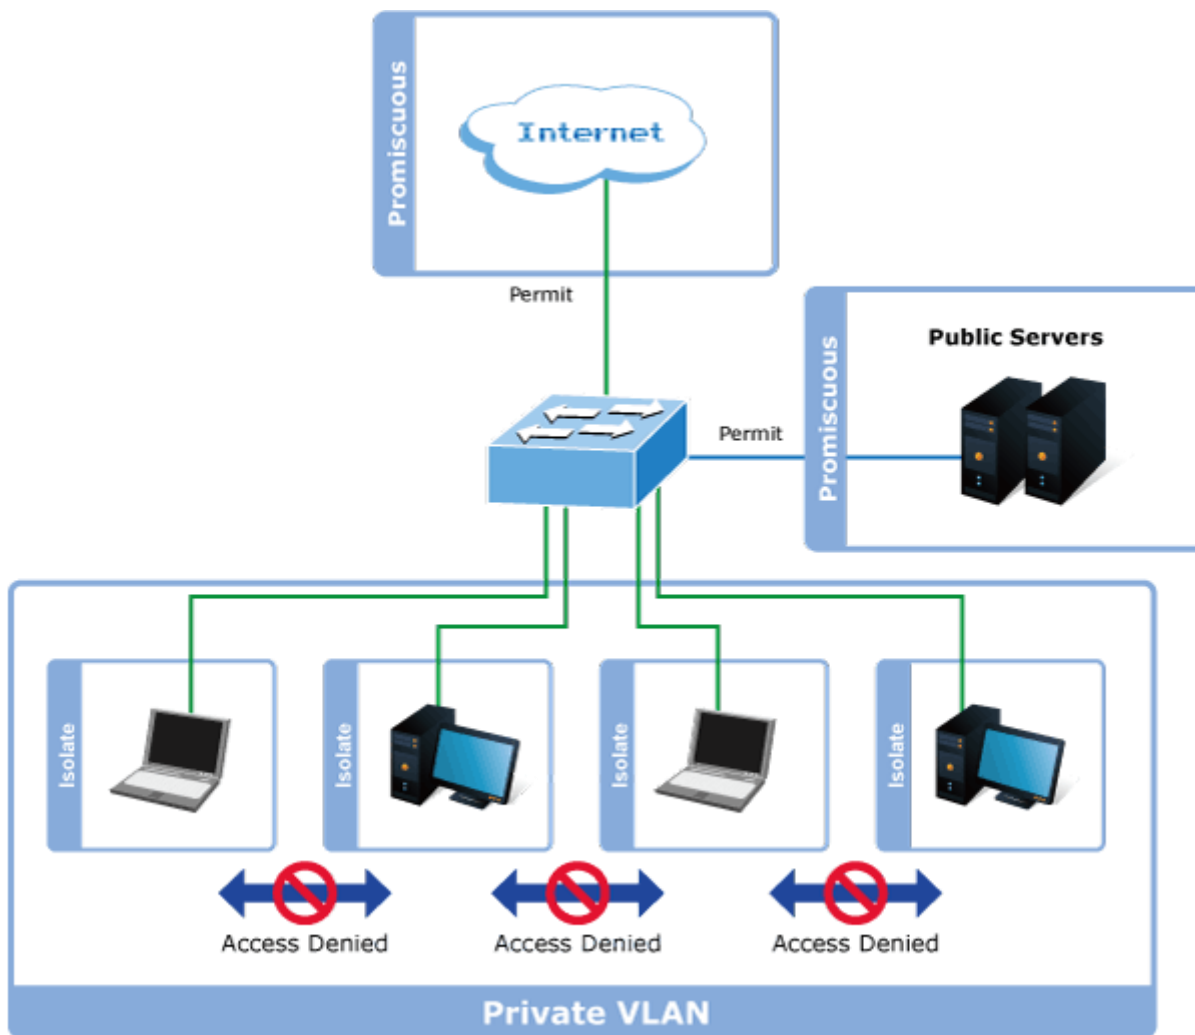 Promiscuous
Internet
Permit
Promiscuous
Public Servers
Permit
Isolate
Isolate
Isolate
Isolate
Access Denied
Access Denied
Access Denied
Private VLAN